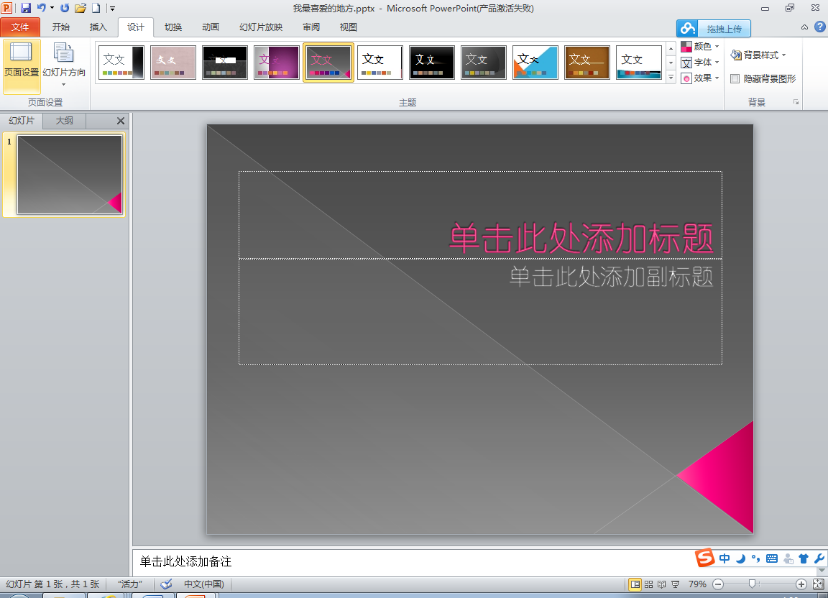 我最喜爱的地方.pptx - Microsoft PowerPoint(产品激活失败)
文件 开始 插入 设计 切换 动画 幻灯片放映 审阅 视图 拖拽上传
页面设置 幻灯片方向
文文 文文 文文 文文 文文 文文 文文 文文 文文 文文
颜色
字体
效果
背景样式
隐藏背景图形
页面设置 主题 背景
幻灯片 大纲
1
单击此处添加标题
单击此处添加副标题
单击此处添加备注
中
幻灯片 第 1 张，共 1 张 "活力" 中文(中国) 79%